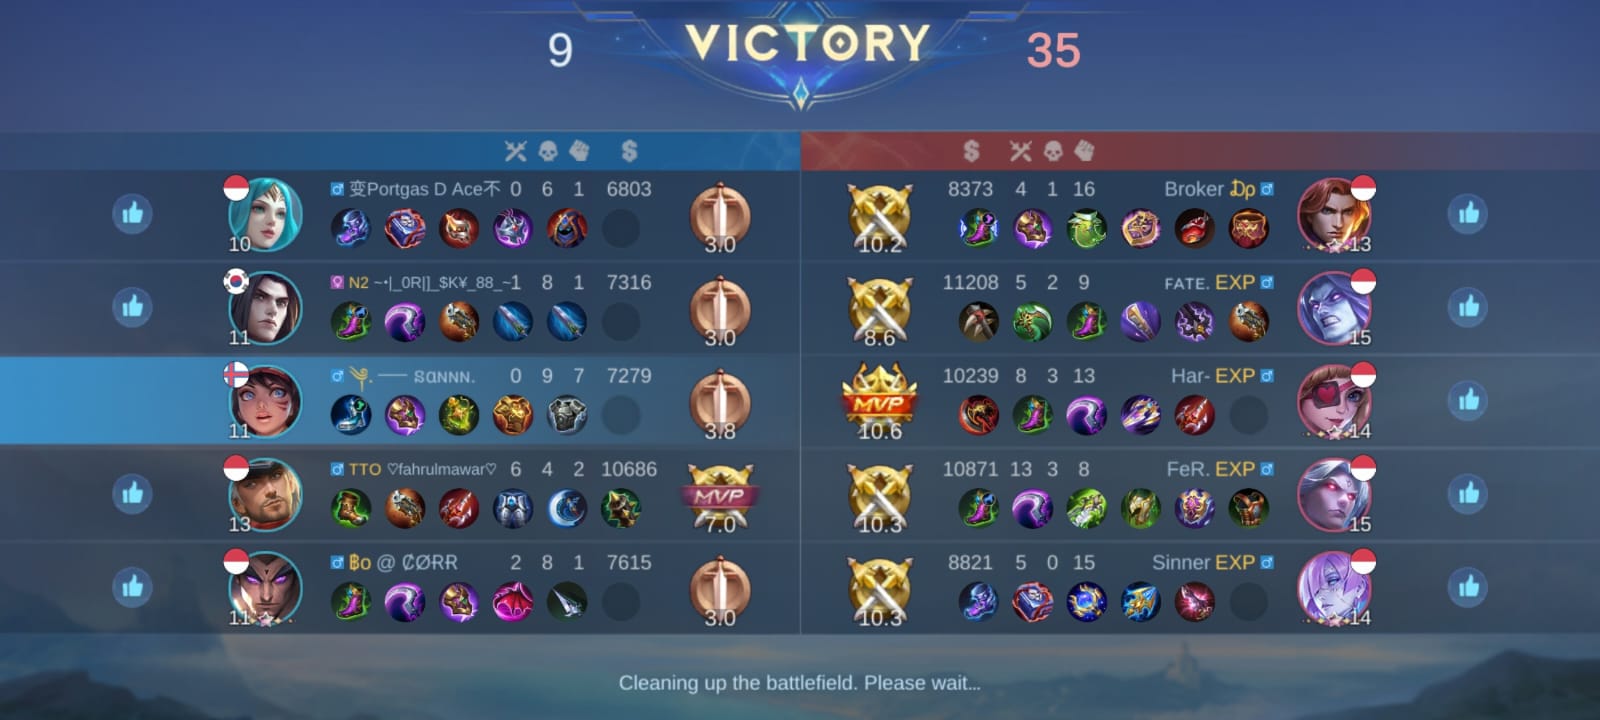 9 VICTORY 35
变Portgas D Ace不 0 6 1 6803
10 3.0
10.2 8373 4 1 16 Broker Dp
13
N2 ~•|_0R|]_$K¥_88_~1 8 1 7316
11 3.0
8.6 11208 5 2 9 ꜰᴀᴛᴇ. EXP
15
. ── ꜱɑɴɴɴ. 0 9 7 7279
11 3.8
MVP 10.6 10239 8 3 13 Har- EXP
14
TTO ♡fahrulmawar♡ 6 4 2 10686
13 MVP 7.0
10.3 10871 13 3 8 FeR. EXP
15
฿o @ ₡ØRR 2 8 1 7615
11 3.0
10.3 8821 5 0 15 Sinner EXP
14
Cleaning up the battlefield. Please wait...